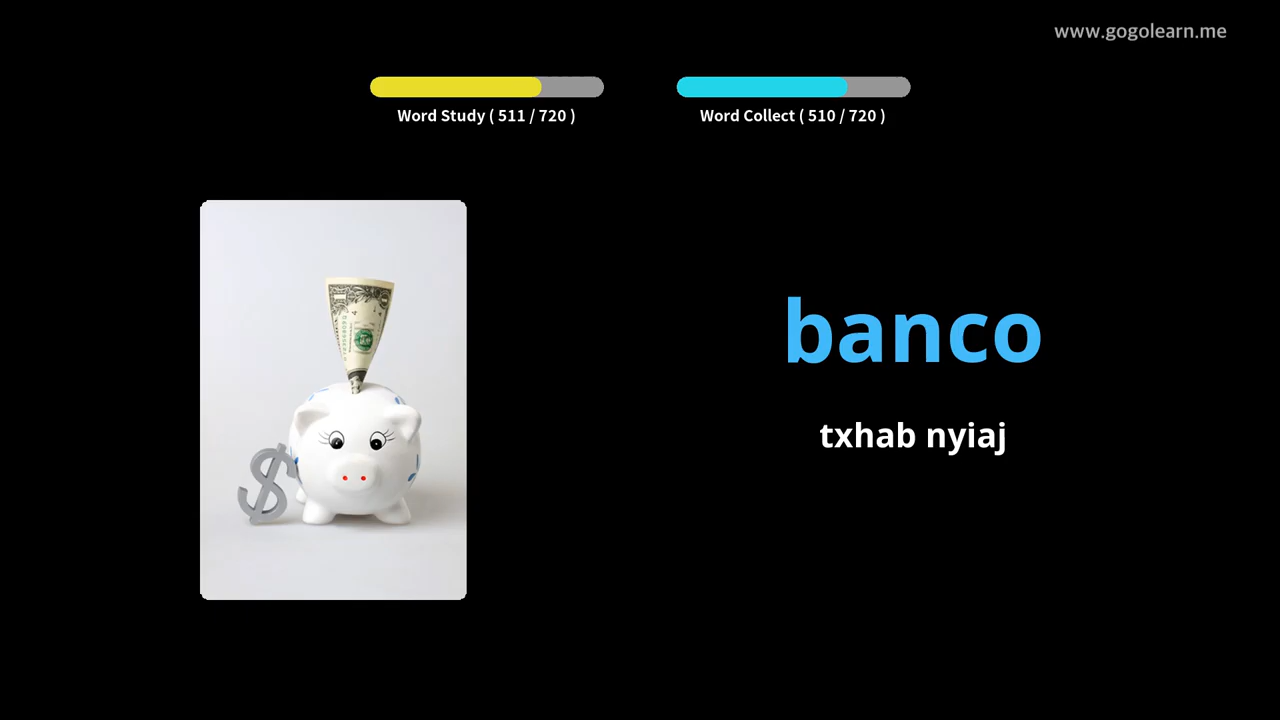 www.gogolearn.me
Word Study ( 511 / 720 )
Word Collect ( 510 / 720 )
banco
txhab nyiaj
$